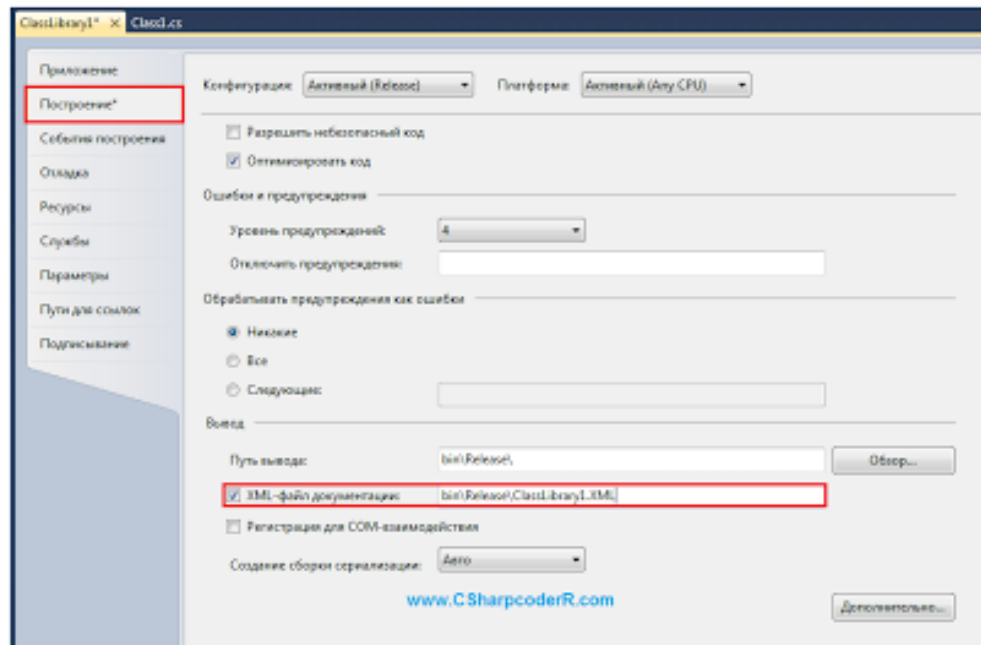 ClassLibrary1* × Class1.cs
Приложение
Построение*
События построения
Отладка
Ресурсы
Службы
Параметры
Пути для ссылок
Подписывание
Конфигурация: Активный (Release) Платформа: Активный (Any CPU)
Разрешить небезопасный код
Оптимизировать код
Ошибки и предупреждения
Уровень предупреждений: 4
Отключить предупреждения:
Обрабатывать предупреждения как ошибки
Никакие
Все
Следующие:
Вывод
Путь вывода: bin\Release\ Обзор...
XML-файл документации: bin\Release\ClassLibrary1.XML
Регистрация для COM-взаимодействия
Создание сборки сериализации: Авто
www.CSharpcoderR.com
Дополнительно...